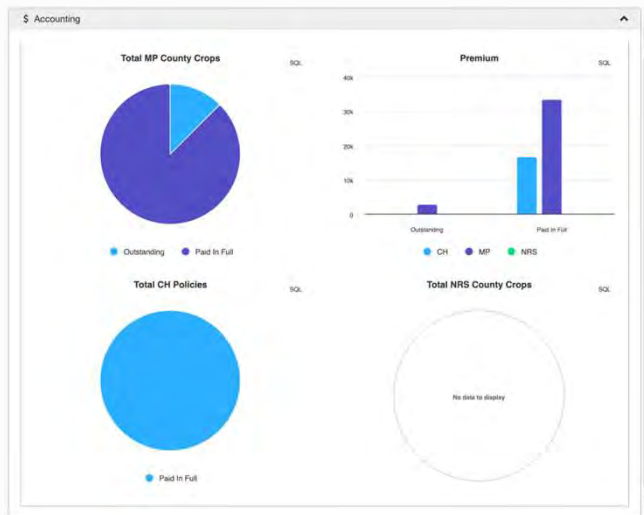 $ Accounting
Total MP County Crops
SQL
Outstanding
Paid In Full
Premium
SQL
40k
30k
20k
10k
0
Outstanding
Paid In Full
CH
MP
NRS
Total CH Policies
SQL
Paid In Full
Total NRS County Crops
SQL
No data to display